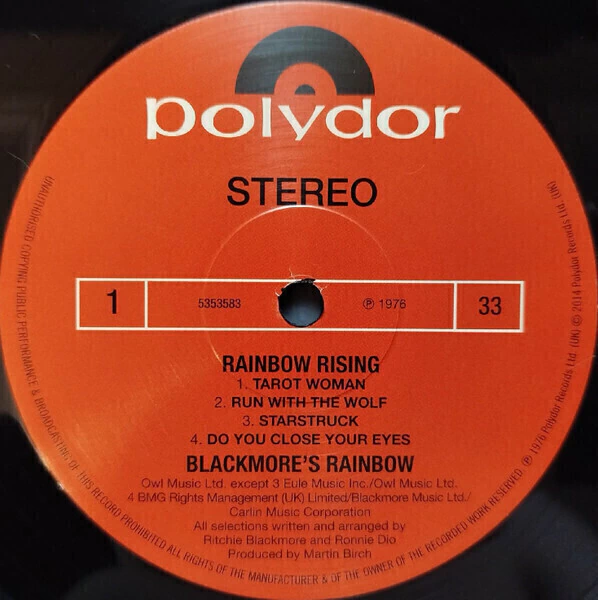 polydor
STEREO
1
5353583
℗ 1976
33
RAINBOW RISING
1. TAROT WOMAN
2. RUN WITH THE WOLF
3. STARSTRUCK
4. DO YOU CLOSE YOUR EYES
BLACKMORE'S RAINBOW
Owl Music Ltd. except 3 Eule Music Inc./Owl Music Ltd.
4 BMG Rights Management (UK) Limited/Blackmore Music Ltd./
Carlin Music Corporation
All selections written and arranged by
Ritchie Blackmore and Ronnie Dio
Produced by Martin Birch
UNAUTHORISED COPYING PUBLIC PERFORMANCE & BROADCASTING OF THIS RECORD PROHIBITED ALL RIGHTS OF THE MANUFACTURER & OF THE OWNER OF THE RECORDED WORK RESERVED ℗ 1976 Polydor Records Ltd. (UK) © 2014 Polydor Records Ltd. (UK)